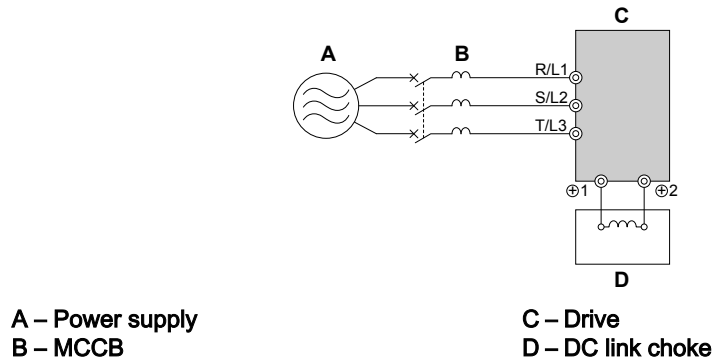 C
A
B
R/L1
S/L2
T/L3
⊕1
⊕2
D
A – Power supply
B – MCCB
C – Drive
D – DC link choke